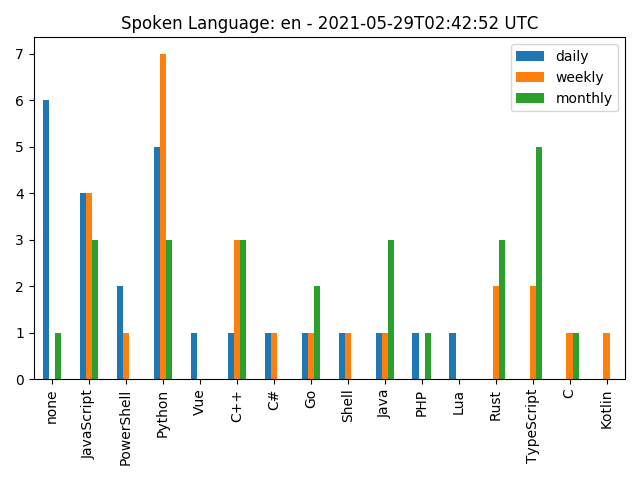 Spoken Language: en - 2021-05-29T02:42:52 UTC
daily
weekly
monthly
7
6
5
4
3
2
1
0
none
JavaScript
PowerShell
Python
Vue
C++
C#
Go
Shell
Java
PHP
Lua
Rust
TypeScript
C
Kotlin